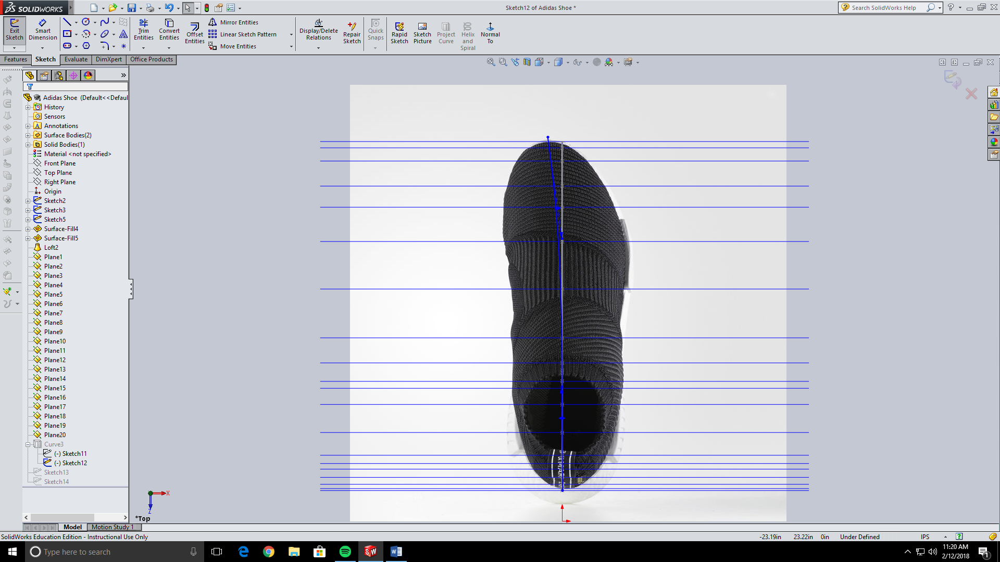 SOLIDWORKS
Sketch12 of Adidas Shoe *
Search SolidWorks Help
Exit Sketch
Smart Dimension
Trim Entities
Convert Entities
Offset Entities
Mirror Entities
Linear Sketch Pattern
Move Entities
Display/Delete Relations
Repair Sketch
Quick Snaps
Rapid Sketch
Sketch Picture
Project Curve
Helix and Spiral
Normal To
Features
Sketch
Evaluate
DimXpert
Office Products
Adidas Shoe (Default<<Defaul
History
Sensors
Annotations
Surface Bodies(2)
Solid Bodies(1)
Material <not specified>
Front Plane
Top Plane
Right Plane
Origin
Sketch2
Sketch3
Sketch5
Surface-Fill4
Surface-Fill5
Loft2
Plane1
Plane2
Plane3
Plane4
Plane5
Plane6
Plane7
Plane8
Plane9
Plane10
Plane11
Plane12
Plane13
Plane14
Plane15
Plane16
Plane17
Plane18
Plane19
Plane20
Curve3
(-) Sketch11
(-) Sketch12
Sketch13
Sketch14
X
Z
*Top
Model
Motion Study 1
SolidWorks Education Edition - Instructional Use Only
-23.19in 23.22in 0in Under Defined IPS
Type here to search
11:20 AM
2/12/2018
1